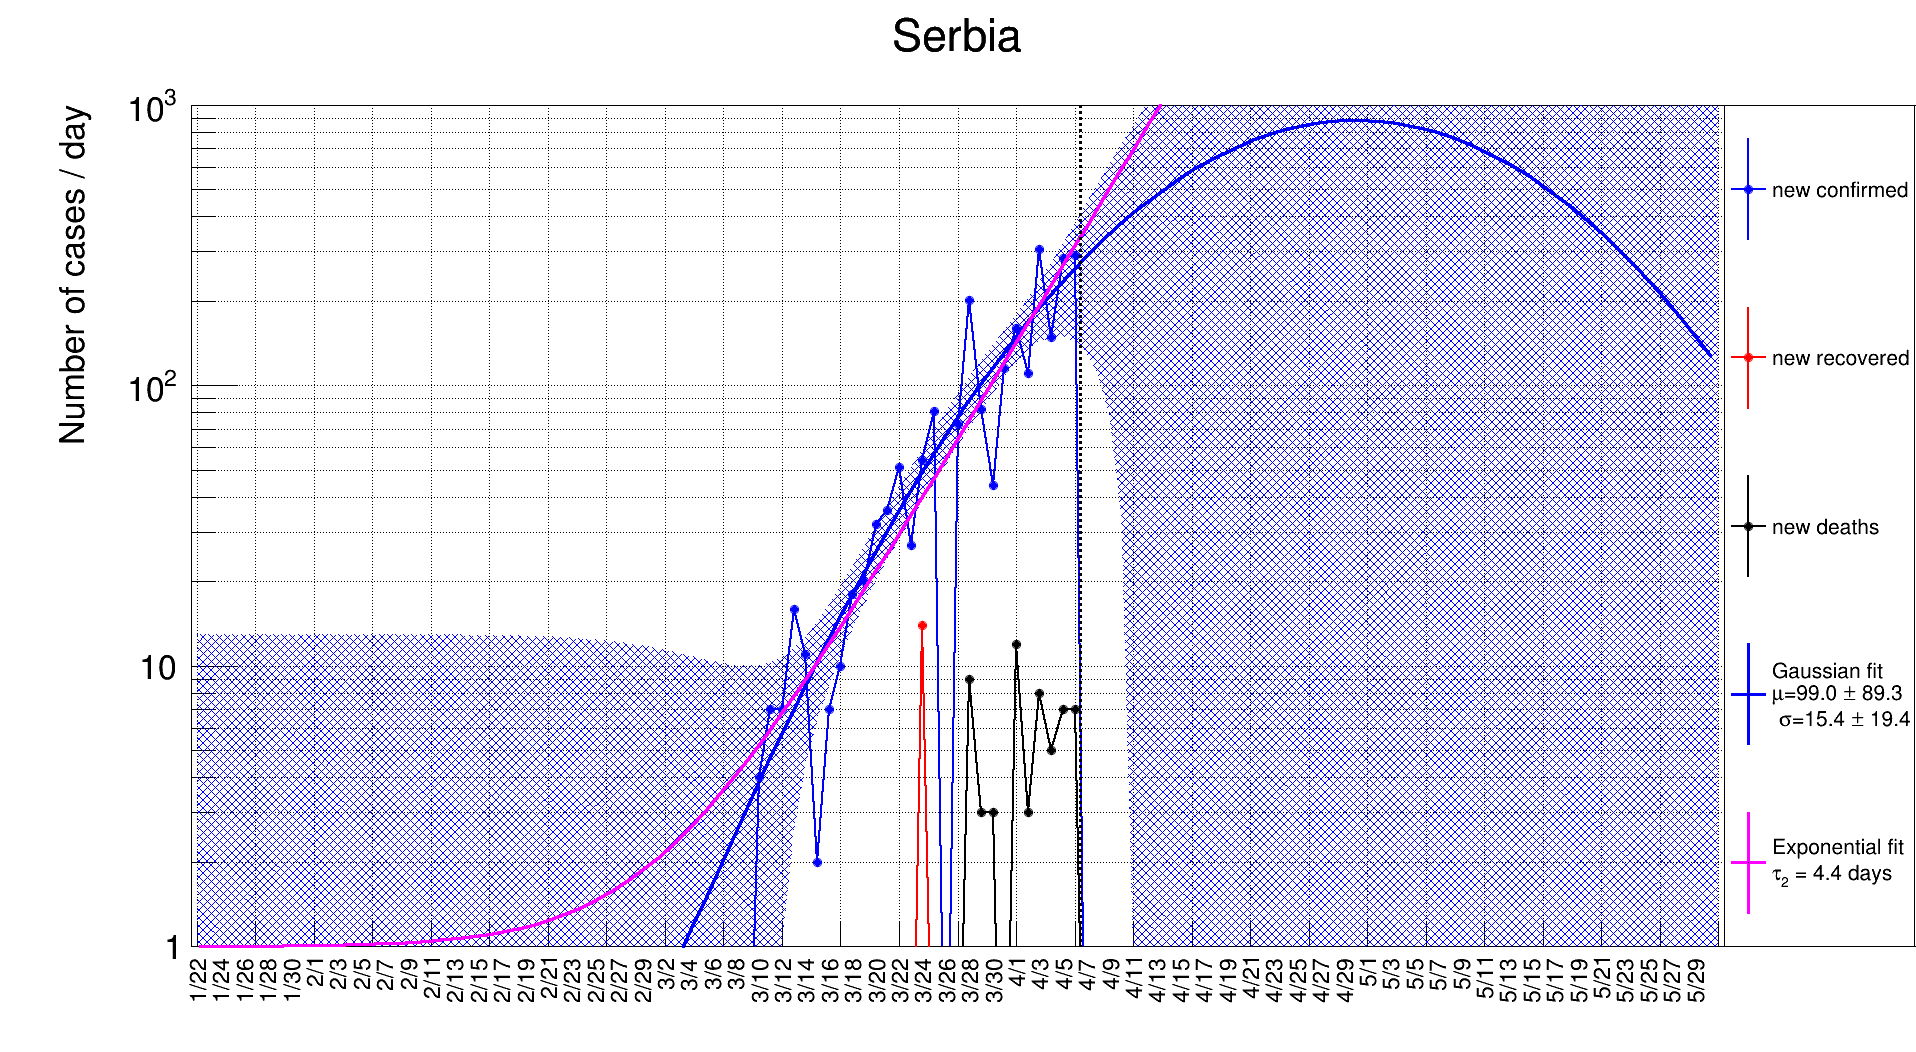 Serbia
Number of cases / day
10³
10²
10
1
1/22 1/24 1/26 1/28 1/30 2/1 2/3 2/5 2/7 2/9 2/11 2/13 2/15 2/17 2/19 2/21 2/23 2/25 2/27 2/29 3/2 3/4 3/6 3/8 3/10 3/12 3/14 3/16 3/18 3/20 3/22 3/24 3/26 3/28 3/30 4/1 4/3 4/5 4/7 4/9 4/11 4/13 4/15 4/17 4/19 4/21 4/23 4/25 4/27 4/29 5/1 5/3 5/5 5/7 5/9 5/11 5/13 5/15 5/17 5/19 5/21 5/23 5/25 5/27 5/29
new confirmed
new recovered
new deaths
Gaussian fit
μ=99.0 ± 89.3
σ=15.4 ± 19.4
Exponential fit
τ₂ = 4.4 days